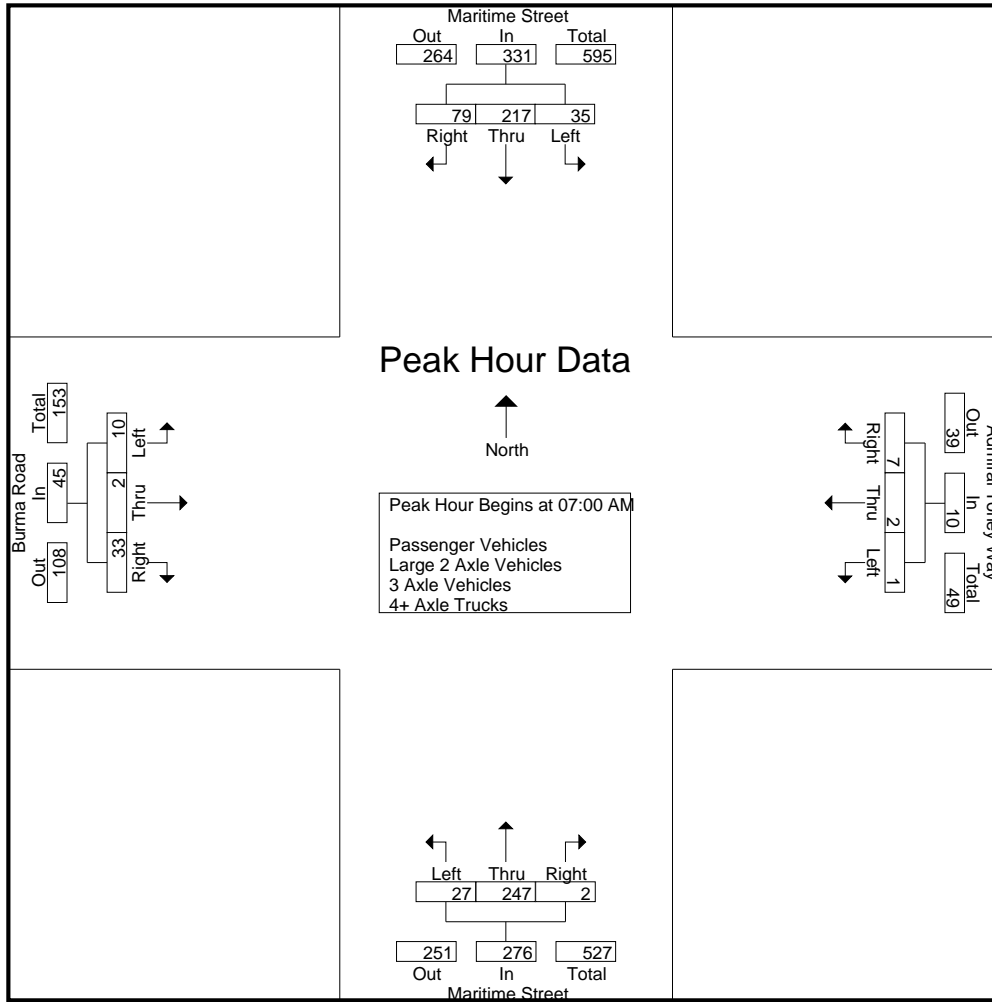 Maritime Street
Out In Total
264 331 595
79 217 35
Right Thru Left
Peak Hour Data
North
Peak Hour Begins at 07:00 AM
Passenger Vehicles
Large 2 Axle Vehicles
3 Axle Vehicles
4+ Axle Trucks
Burma Road
Out In Total
108 45 153
Left Thru Right
10 2 33
Right Thru Left
7 2 1
Out In Total
39 10 49
Admiral Toney Way
Left Thru Right
27 247 2
251 276 527
Out In Total
Maritime Street